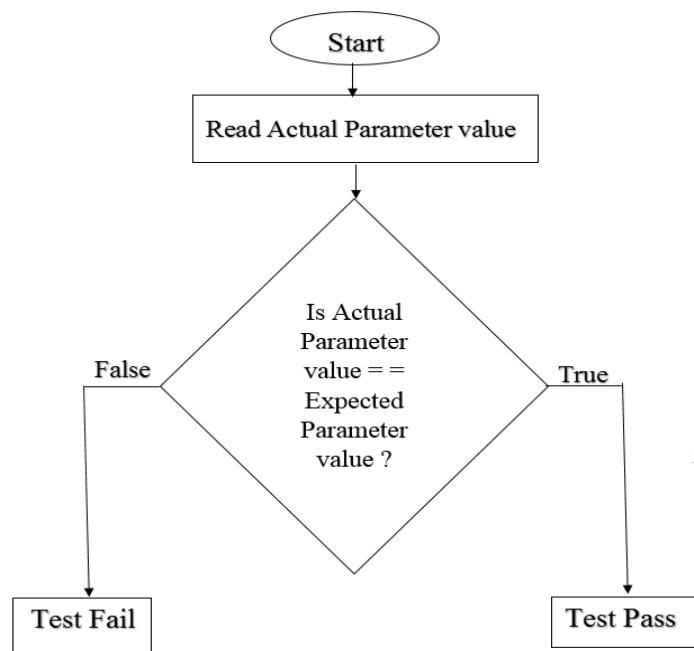 Start
Read Actual Parameter value
Is Actual
Parameter
value = =
Expected
Parameter
value ?
False
True
Test Fail
Test Pass